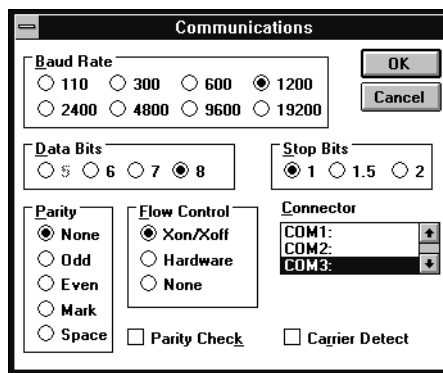 Communications
Baud Rate
110 300 600 1200
2400 4800 9600 19200
OK
Cancel
Data Bits
5 6 7 8
Stop Bits
1 1.5 2
Parity
None
Odd
Even
Mark
Space
Flow Control
Xon/Xoff
Hardware
None
Connector
COM1:
COM2:
COM3:
Parity Check
Carrier Detect